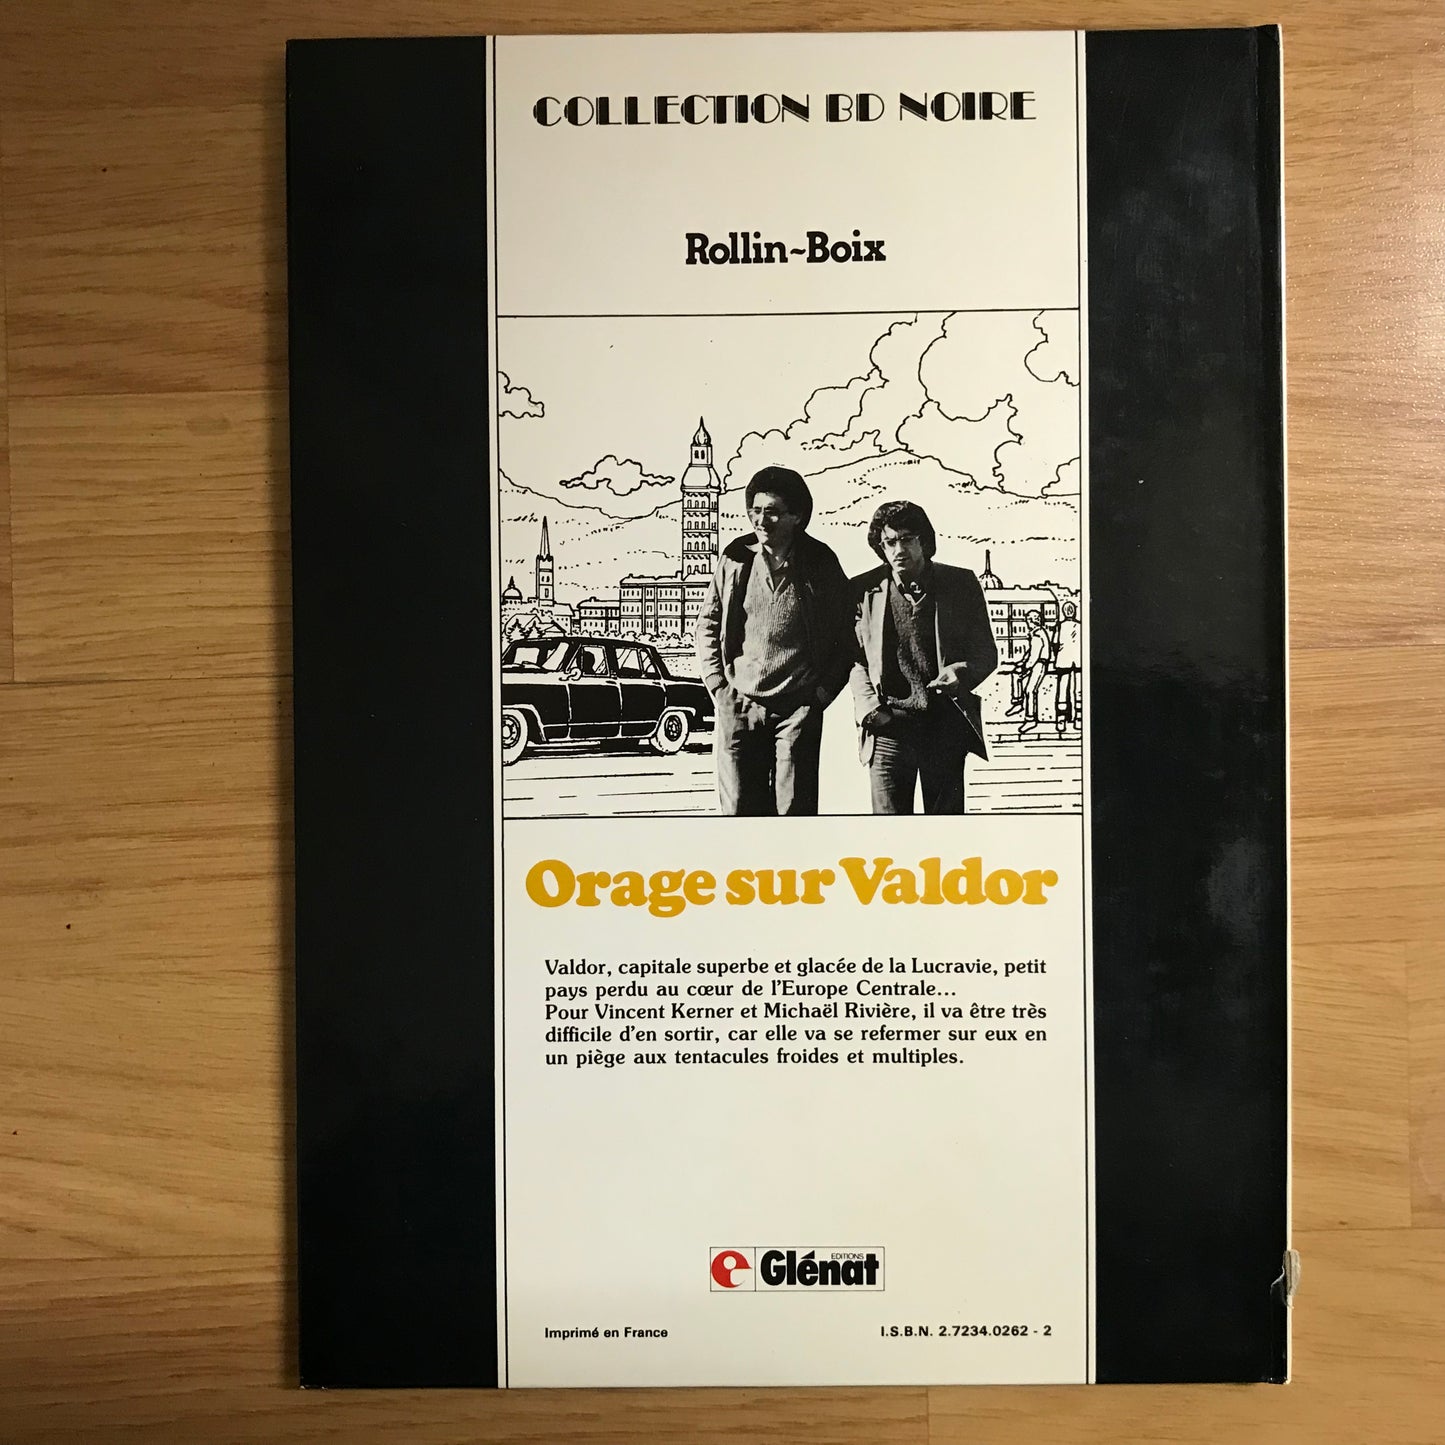 COLLECTION BD NOIRE
Rollin~Boix
Orage sur Valdor
Valdor, capitale superbe et glacée de la Lucravie, petit
pays perdu au cœur de l'Europe Centrale...
Pour Vincent Kerner et Michaël Rivière, il va être très
difficile d'en sortir, car elle va se refermer sur eux en
un piège aux tentacules froides et multiples.
EDITIONS
Glénat
Imprimé en France
I.S.B.N. 2.7234.0262 - 2